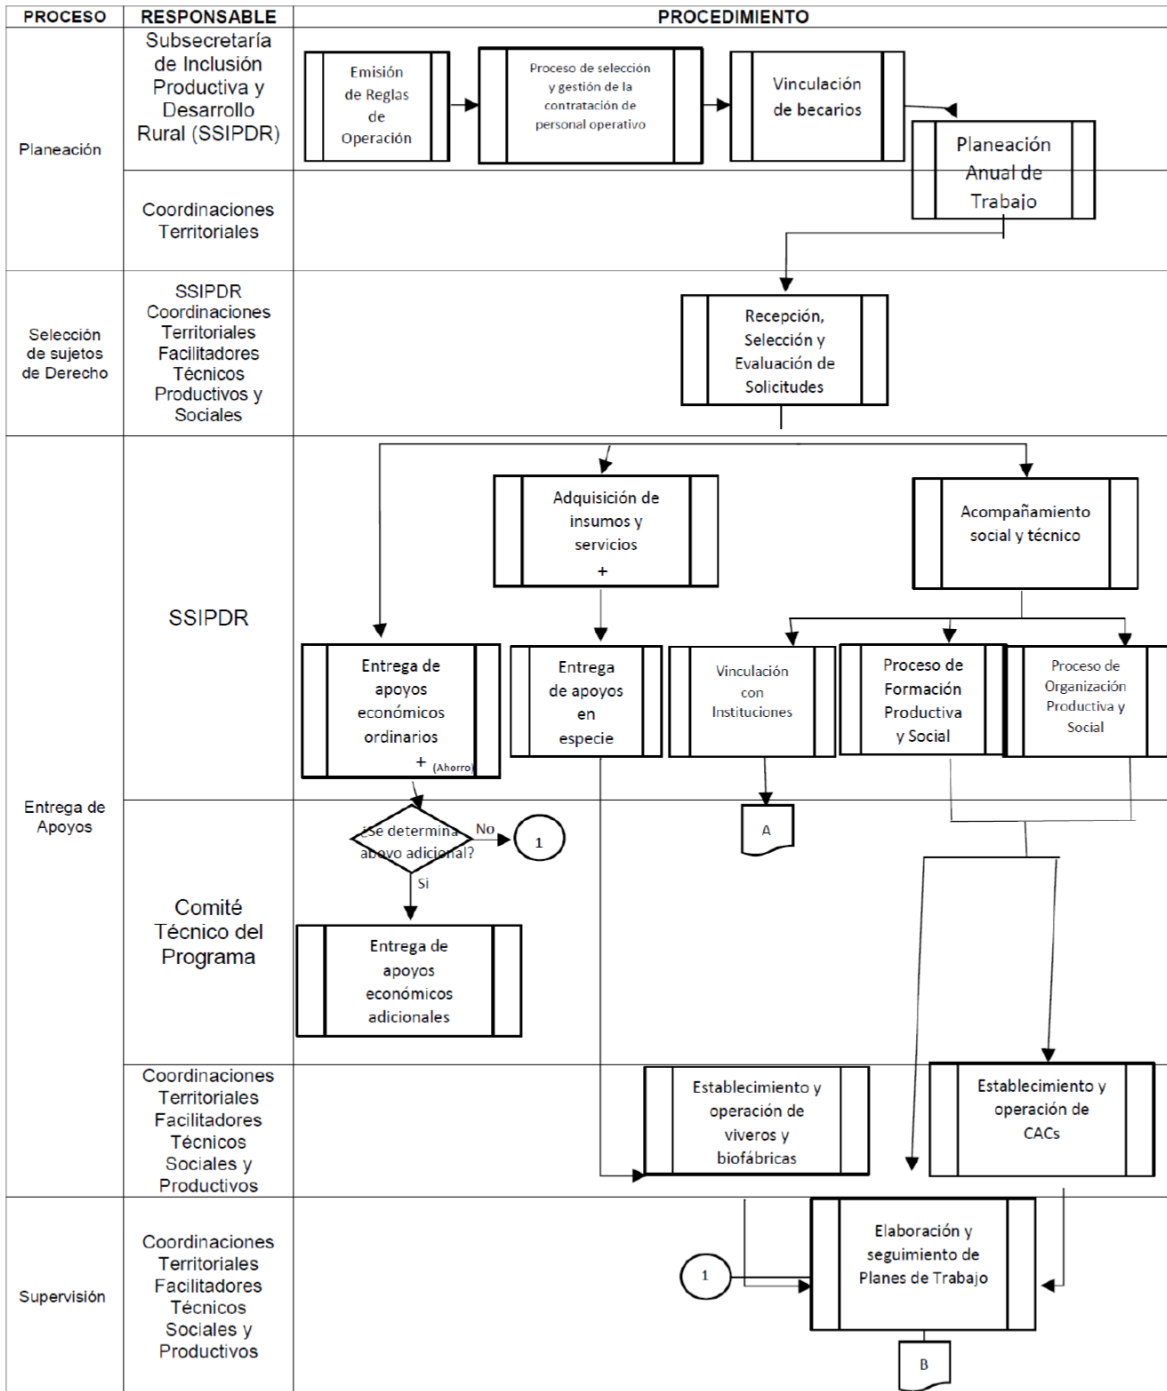 PROCESO
RESPONSABLE
PROCEDIMIENTO
Planeación
Subsecretaría
de Inclusión
Productiva y
Desarrollo
Rural (SSIPDR)
Emisión
de Reglas
de
Operación
Proceso de selección
y gestión de la
contratación de
personal operativo
Vinculación
de becarios
Planeación
Anual de
Trabajo
Coordinaciones
Territoriales
Selección
de sujetos
de Derecho
SSIPDR
Coordinaciones
Territoriales
Facilitadores
Técnicos
Productivos y
Sociales
Recepción,
Selección y
Evaluación de
Solicitudes
Entrega de
Apoyos
SSIPDR
Adquisición de
insumos y
servicios
+
Acompañamiento
social y técnico
Entrega de
apoyos
económicos
ordinarios
+ (Ahorro)
Entrega
de apoyos
en
especie
Vinculación
con
Instituciones
Proceso de
Formación
Productiva
y Social
Proceso de
Organización
Productiva y
Social
Comité
Técnico del
Programa
¿Se determina
apoyo adicional?
No
1
Si
A
Entrega de
apoyos
económicos
adicionales
Coordinaciones
Territoriales
Facilitadores
Técnicos
Sociales y
Productivos
Establecimiento y
operación de
viveros y
biofábricas
Establecimiento y
operación de
CACs
Supervisión
Coordinaciones
Territoriales
Facilitadores
Técnicos
Sociales y
Productivos
1
Elaboración y
seguimiento de
Planes de Trabajo
B